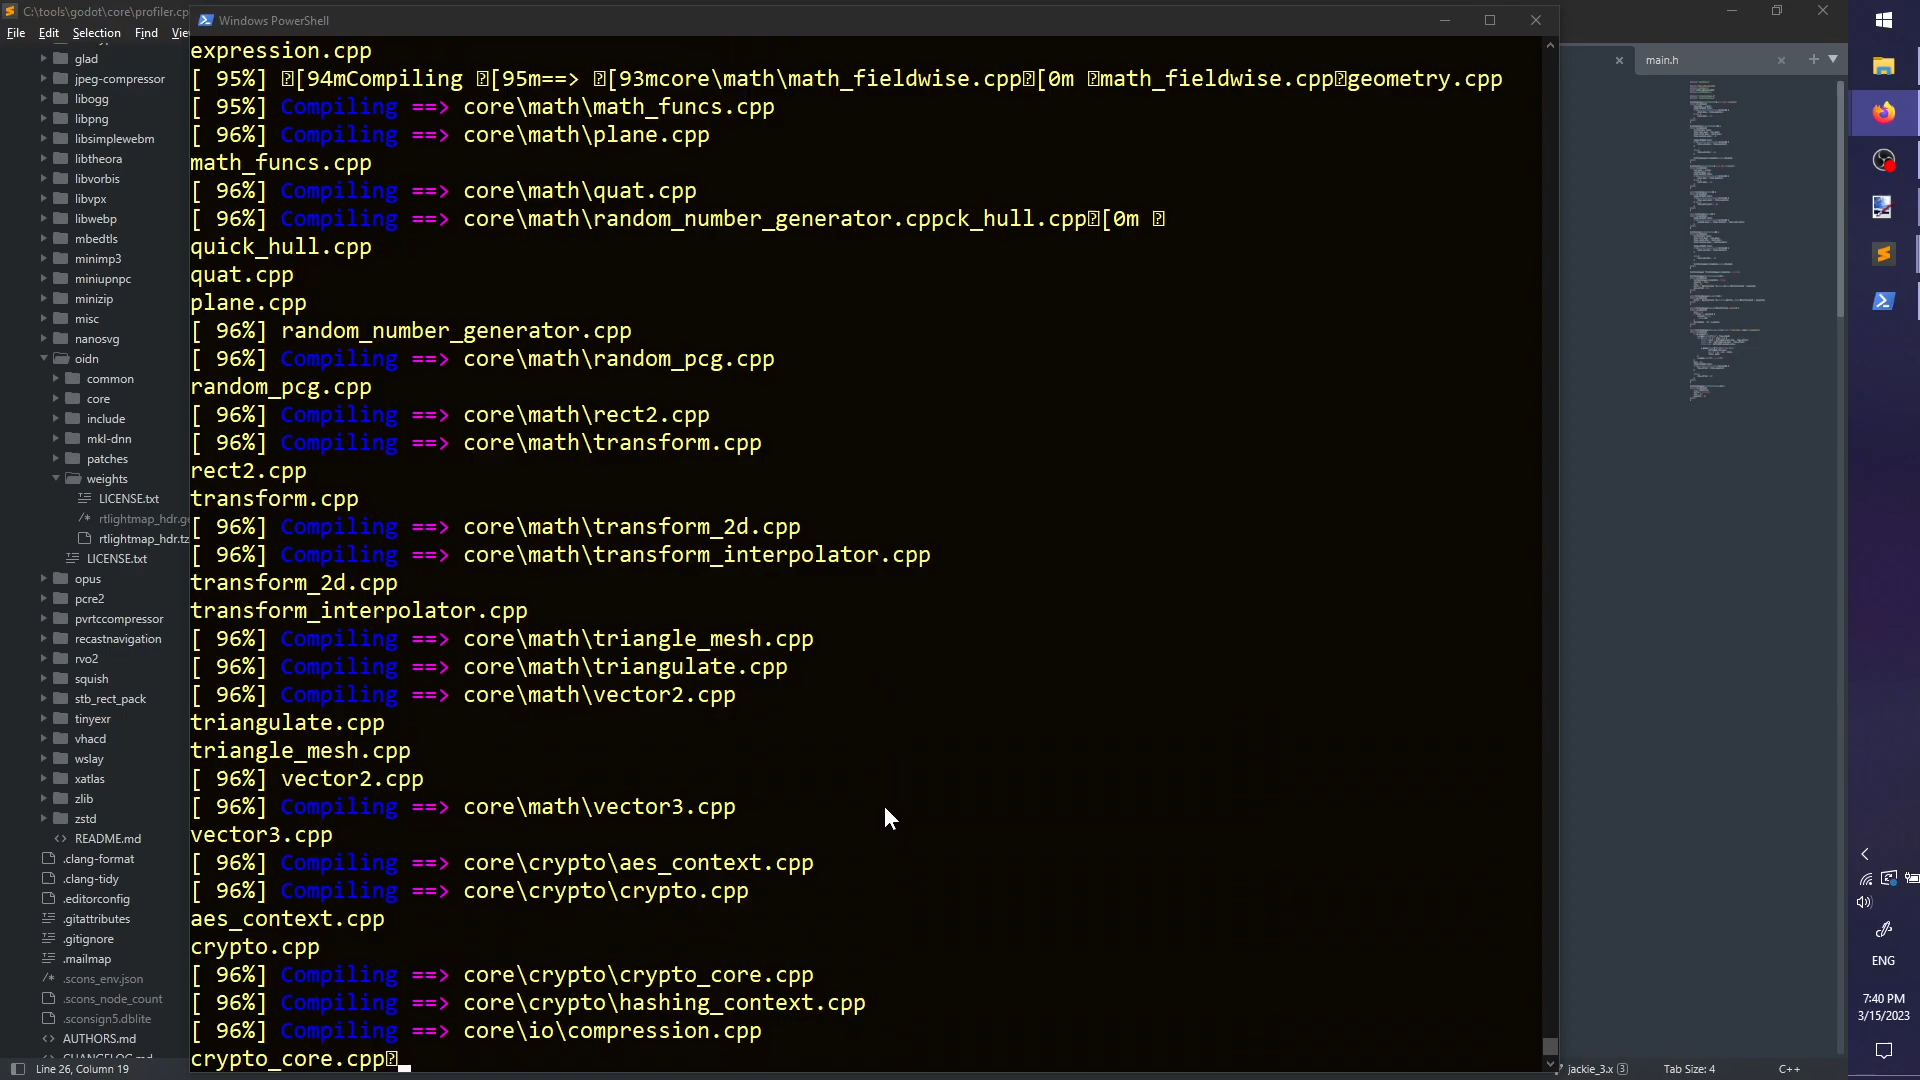 C:\tools\godot\core\profiler.cp
File Edit Selection Find Vie
glad
jpeg-compressor
libogg
libpng
libsimplewebm
libtheora
libvorbis
libvpx
libwebp
mbedtls
minimp3
miniupnpc
minizip
misc
nanosvg
oidn
common
core
include
mkl-dnn
patches
weights
LICENSE.txt
rtlightmap_hdr.ge
rtlightmap_hdr.tz
LICENSE.txt
opus
pcre2
pvrtccompressor
recastnavigation
rvo2
squish
stb_rect_pack
tinyexr
vhacd
wslay
xatlas
zlib
zstd
README.md
.clang-format
.clang-tidy
.editorconfig
.gitattributes
.gitignore
.mailmap
.scons_env.json
.scons_node_count
.sconsign5.dblite
AUTHORS.md
CHANGELOG.md
Line 26, Column 19
Windows PowerShell
expression.cpp
[ 95%] [94mCompiling [95m==> [93mcore\math\math_fieldwise.cpp[0m math_fieldwise.cppgeometry.cpp
[ 95%] Compiling ==> core\math\math_funcs.cpp
[ 96%] Compiling ==> core\math\plane.cpp
math_funcs.cpp
[ 96%] Compiling ==> core\math\quat.cpp
[ 96%] Compiling ==> core\math\random_number_generator.cppck_hull.cpp[0m
quick_hull.cpp
quat.cpp
plane.cpp
[ 96%] random_number_generator.cpp
[ 96%] Compiling ==> core\math\random_pcg.cpp
random_pcg.cpp
[ 96%] Compiling ==> core\math\rect2.cpp
[ 96%] Compiling ==> core\math\transform.cpp
rect2.cpp
transform.cpp
[ 96%] Compiling ==> core\math\transform_2d.cpp
[ 96%] Compiling ==> core\math\transform_interpolator.cpp
transform_2d.cpp
transform_interpolator.cpp
[ 96%] Compiling ==> core\math\triangle_mesh.cpp
[ 96%] Compiling ==> core\math\triangulate.cpp
[ 96%] Compiling ==> core\math\vector2.cpp
triangulate.cpp
triangle_mesh.cpp
[ 96%] vector2.cpp
[ 96%] Compiling ==> core\math\vector3.cpp
vector3.cpp
[ 96%] Compiling ==> core\crypto\aes_context.cpp
[ 96%] Compiling ==> core\crypto\crypto.cpp
aes_context.cpp
crypto.cpp
[ 96%] Compiling ==> core\crypto\crypto_core.cpp
[ 96%] Compiling ==> core\crypto\hashing_context.cpp
[ 96%] Compiling ==> core\io\compression.cpp
crypto_core.cpp
main.h
jackie_3.x 3
Tab Size: 4
C++
ENG
7:40 PM
3/15/2023